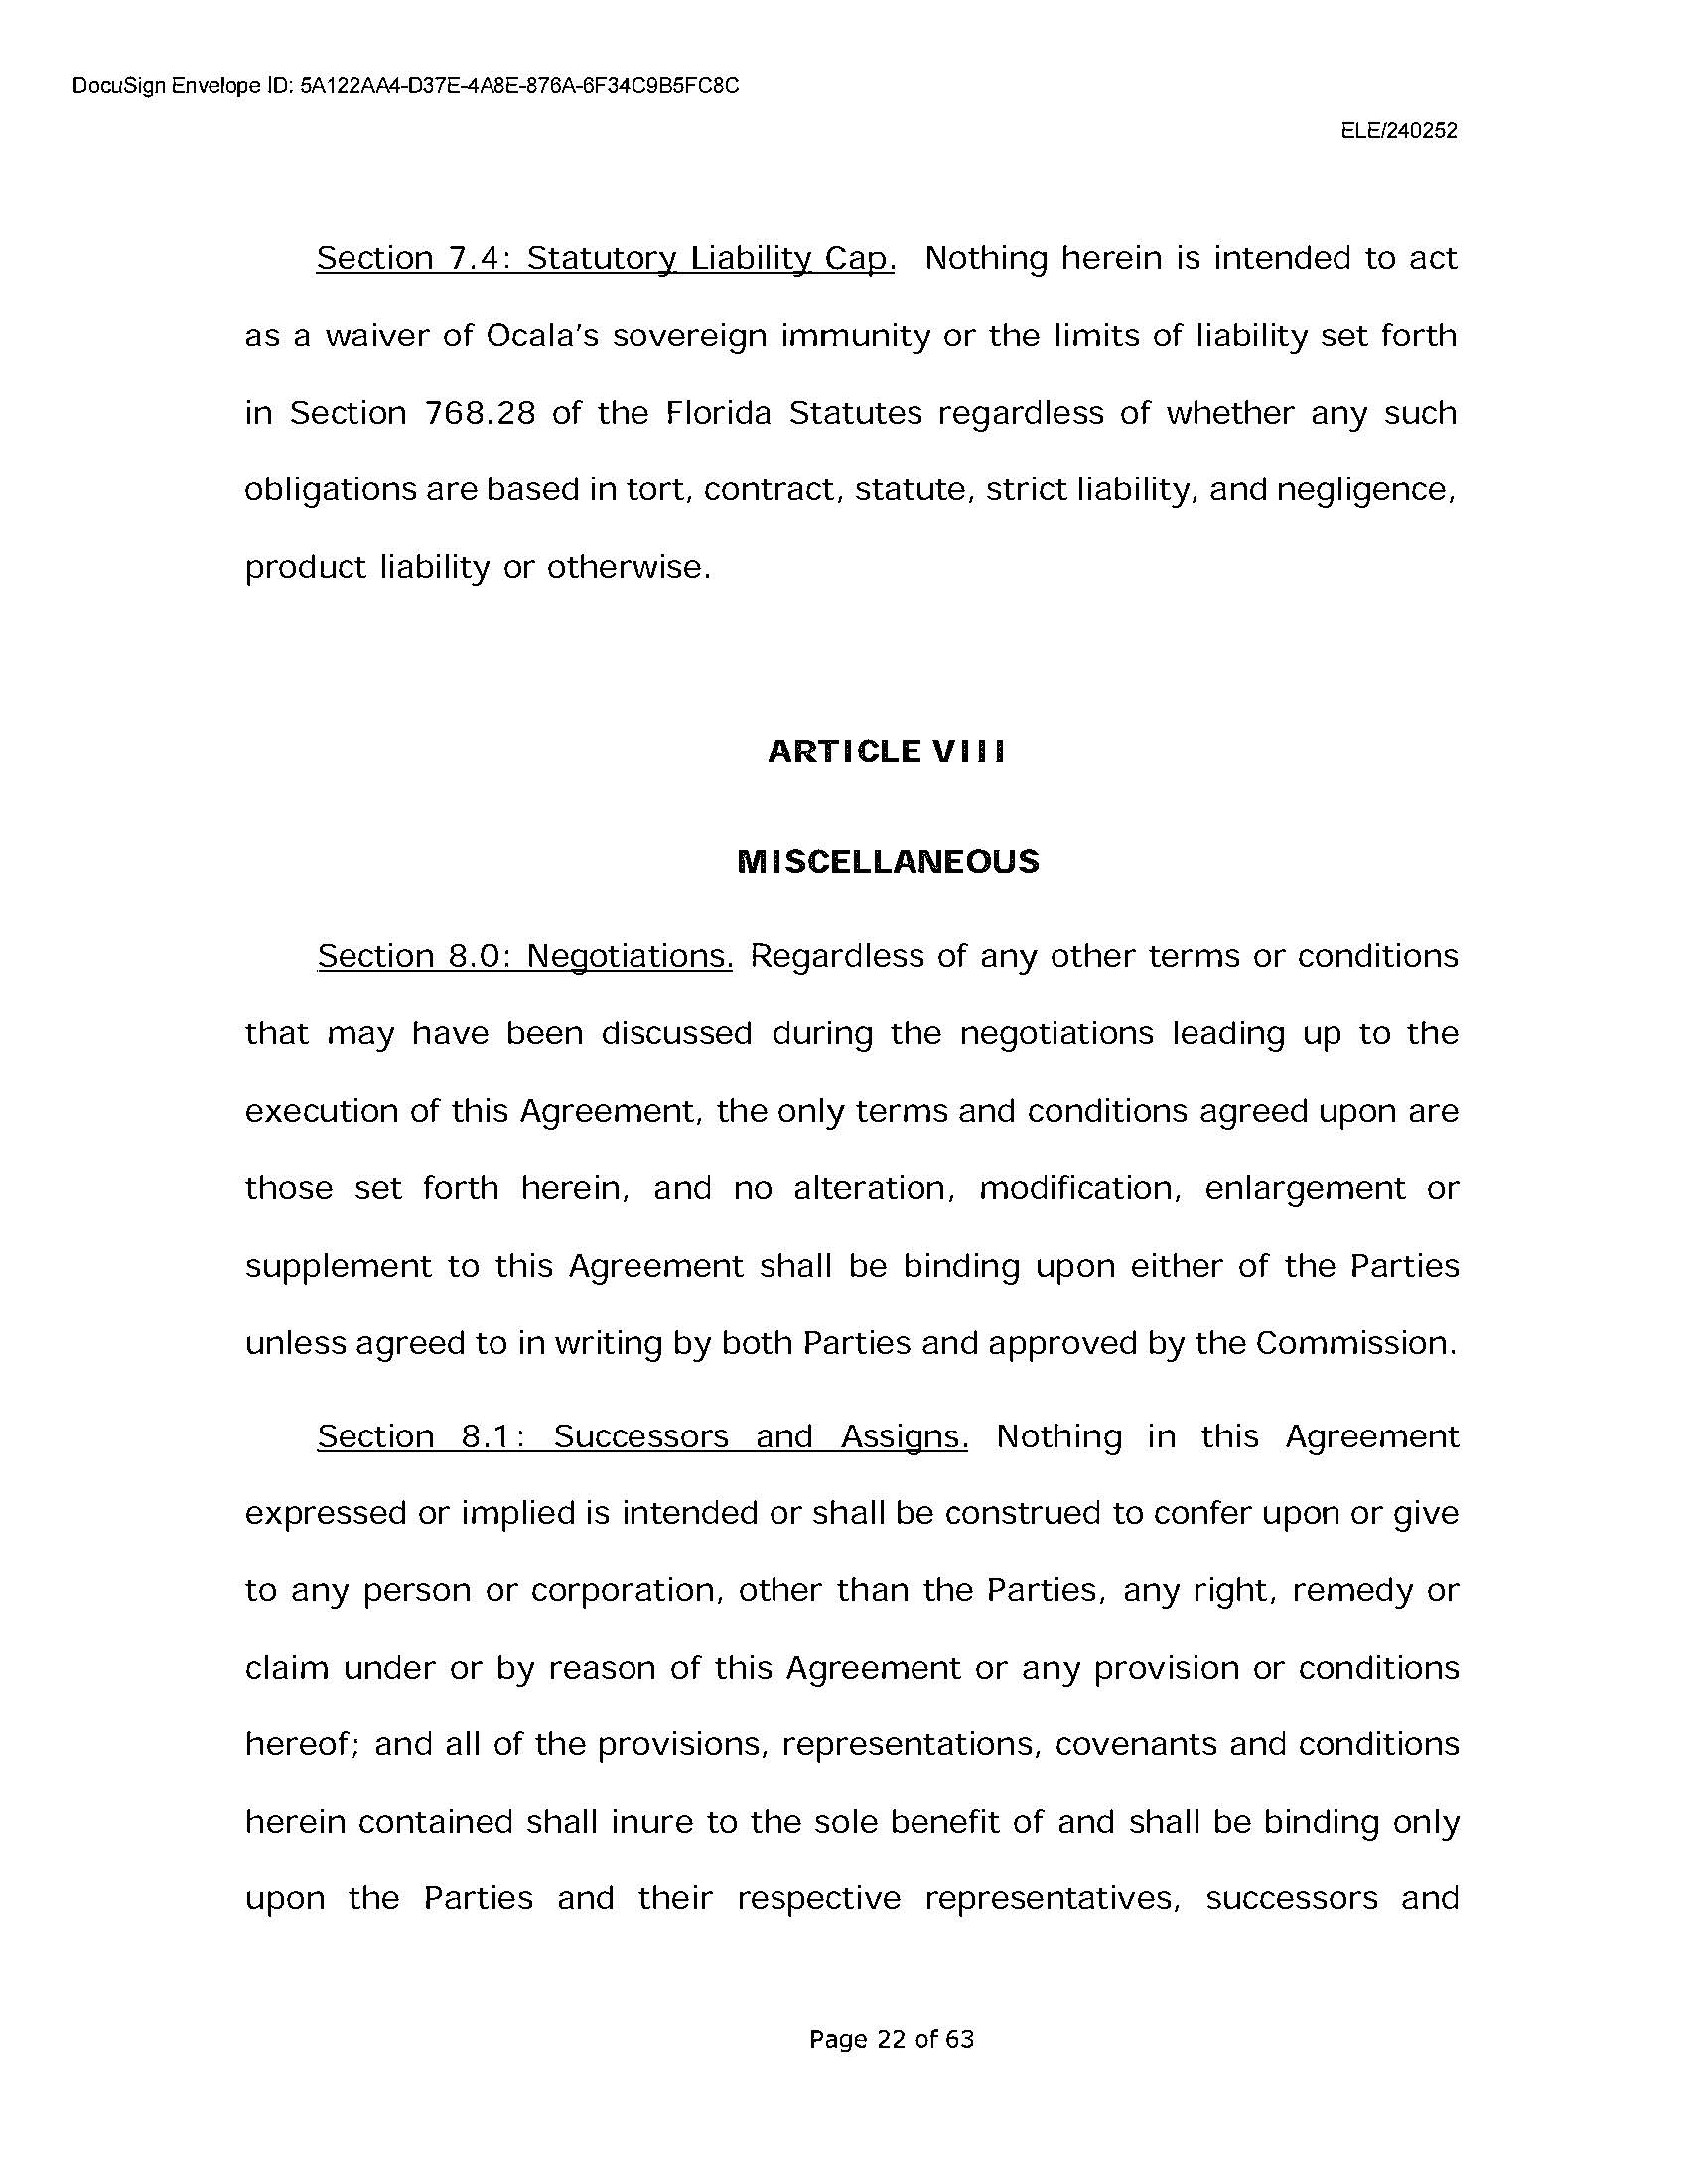 DocuSign Envelope ID: 5A122AA4-D37E-4A8E-876A-6F34C9B5FC8C
ELE/240252
Section 7.4: Statutory Liability Cap. Nothing herein is intended to act
as a waiver of Ocala's sovereign immunity or the limits of liability set forth
in Section 768.28 of the Florida Statutes regardless of whether any such
obligations are based in tort, contract, statute, strict liability, and negligence,
product liability or otherwise.
ARTICLE VIII
MISCELLANEOUS
Section 8.0: Negotiations. Regardless of any other terms or conditions
that may have been discussed during the negotiations leading up to the
execution of this Agreement, the only terms and conditions agreed upon are
those set forth herein, and no alteration, modification, enlargement or
supplement to this Agreement shall be binding upon either of the Parties
unless agreed to in writing by both Parties and approved by the Commission.
Section 8.1: Successors and Assigns. Nothing in this Agreement
expressed or implied is intended or shall be construed to confer upon or give
to any person or corporation, other than the Parties, any right, remedy or
claim under or by reason of this Agreement or any provision or conditions
hereof; and all of the provisions, representations, covenants and conditions
herein contained shall inure to the sole benefit of and shall be binding only
upon the Parties and their respective representatives, successors and
Page 22 of 63